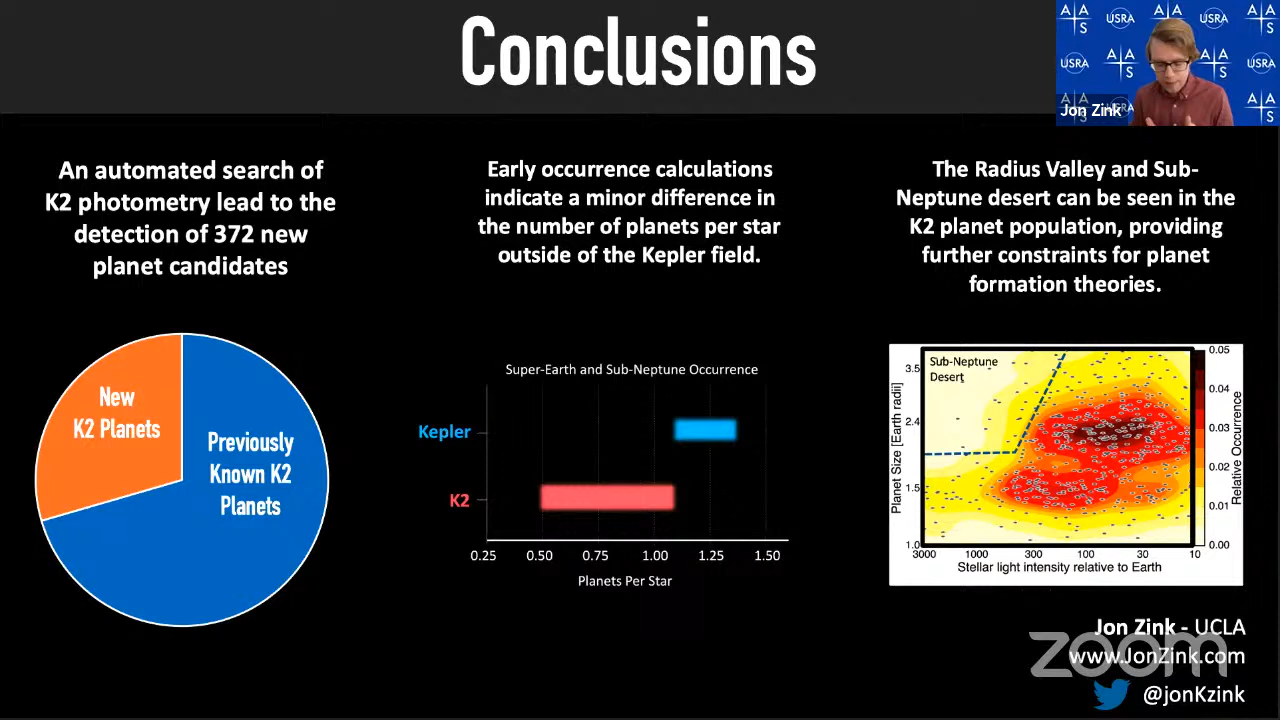 Conclusions
A A S
USRA
A A S
USRA
A A S
USRA
A A S
USRA
Jon Zink
An automated search of
K2 photometry lead to the
detection of 372 new
planet candidates
New
K2 Planets
Previously
Known K2
Planets
Early occurrence calculations
indicate a minor difference in
the number of planets per star
outside of the Kepler field.
Super-Earth and Sub-Neptune Occurrence
Kepler
K2
0.25 0.50 0.75 1.00 1.25 1.50
Planets Per Star
The Radius Valley and Sub-
Neptune desert can be seen in the
K2 planet population, providing
further constraints for planet
formation theories.
Sub-Neptune
Desert
Planet Size [Earth radii]
3.5
2.4
1.5
1.0
3000 1000 300 100 30 10
Stellar light intensity relative to Earth
0.05
0.04
0.03
0.02
0.01
0.00
Relative Occurrence
Jon Zink - UCLA
www.JonZink.com
zoom
@jonKzink